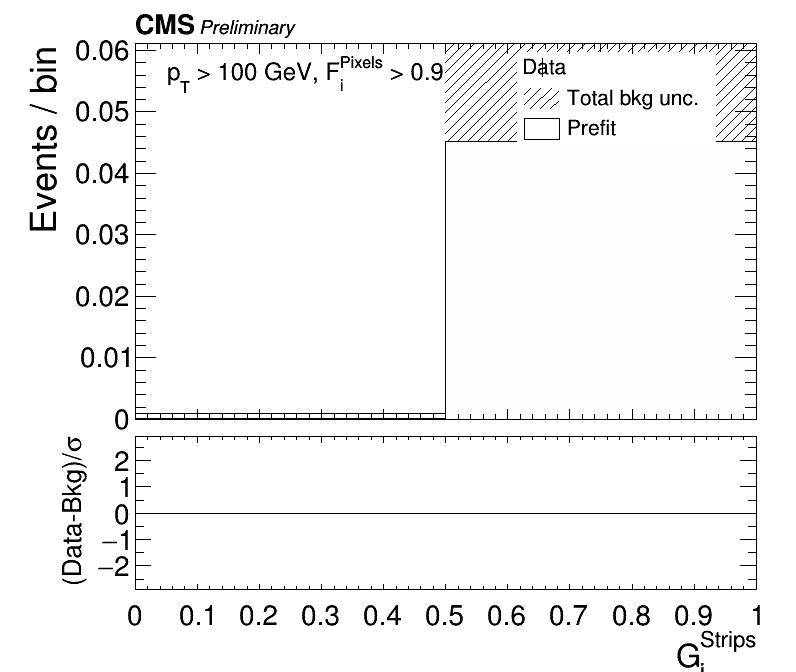 CMS Preliminary
p_T > 100 GeV, F_i^Pixels > 0.9
Data
Total bkg unc.
Prefit
Events / bin
0.06
0.05
0.04
0.03
0.02
0.01
0
(Data-Bkg)/σ
2
1
0
−1
−2
0 0.1 0.2 0.3 0.4 0.5 0.6 0.7 0.8 0.9 1
G_i^Strips